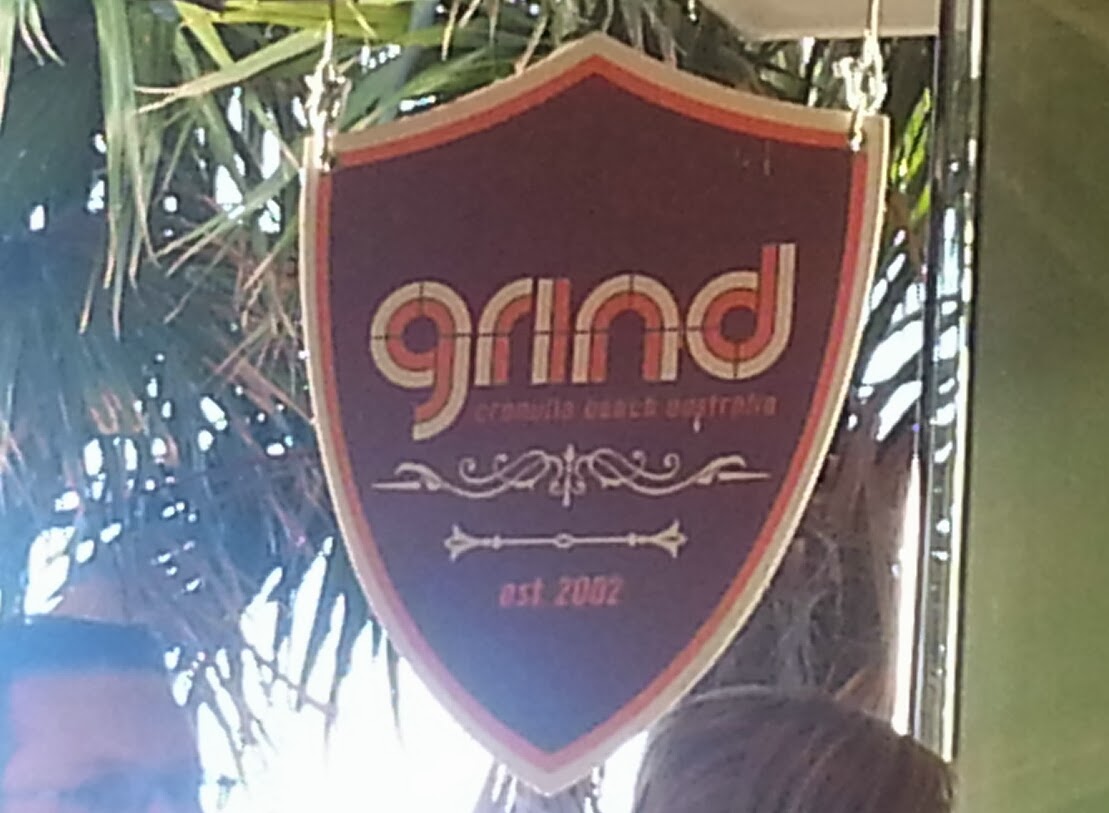 grind
cronulla beach australia
est 2002